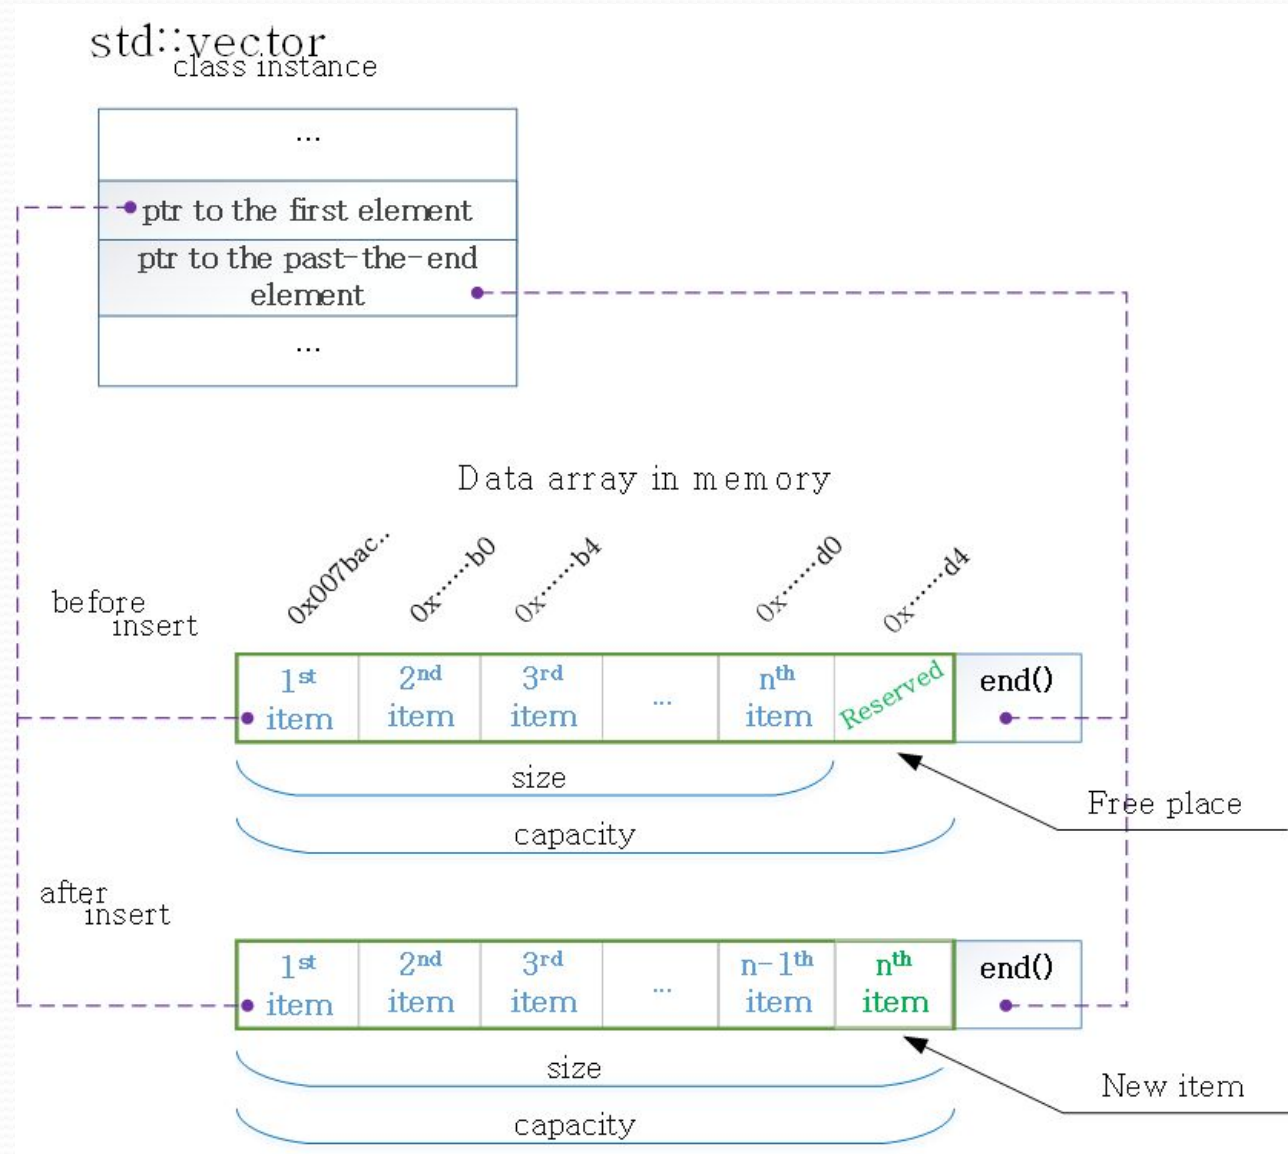 std::vector
class instance
...
ptr to the first element
ptr to the past-the-end
element
...
Data array in memory
0x007bac..
0x......b0
0x......b4
0x......d0
0x......d4
before
insert
1st
item
2nd
item
3rd
item
...
nth
item
Reserved
end()
size
Free place
capacity
after
insert
1st
item
2nd
item
3rd
item
...
n-1th
item
nth
item
end()
size
New item
capacity